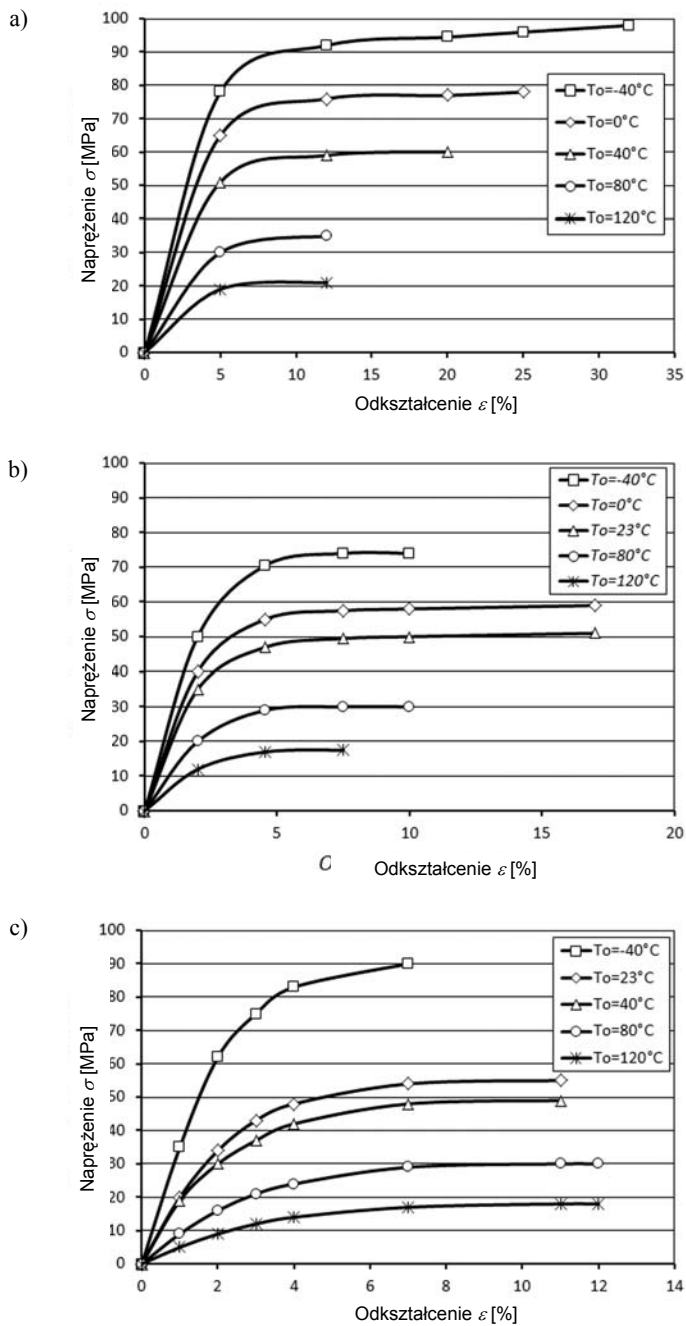 a)
Naprężenie σ [MPa]
100
90
80
70
60
50
40
30
20
10
0
0 5 10 15 20 25 30 35
Odkształcenie ε [%]
To=-40°C
To=0°C
To=40°C
To=80°C
To=120°C
b)
Naprężenie σ [MPa]
100
90
80
70
60
50
40
30
20
10
0
0 5 10 15 20
Odkształcenie ε [%]
To=-40°C
To=0°C
To=23°C
To=80°C
To=120°C
c)
Naprężenie σ [MPa]
100
90
80
70
60
50
40
30
20
10
0
0 2 4 6 8 10 12 14
Odkształcenie ε [%]
To=-40°C
To=23°C
To=40°C
To=80°C
To=120°C